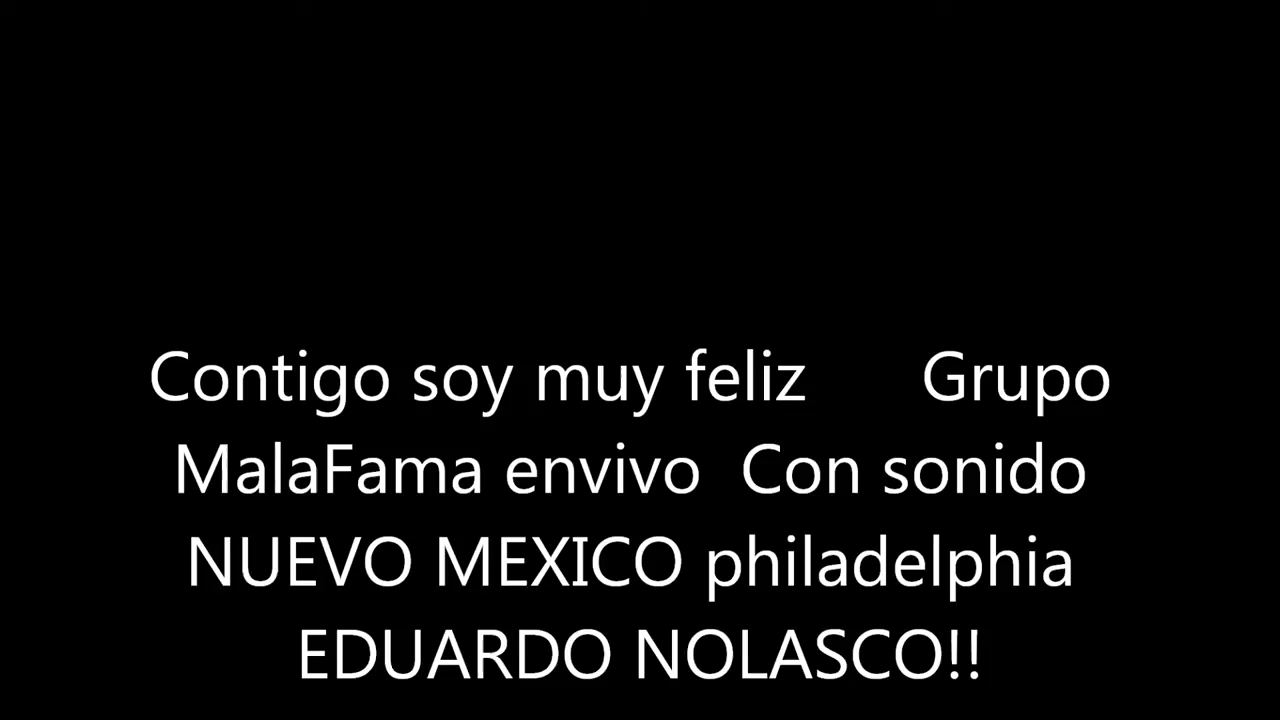 Contigo soy muy feliz Grupo
MalaFama envivo Con sonido
NUEVO MEXICO philadelphia
EDUARDO NOLASCO!!